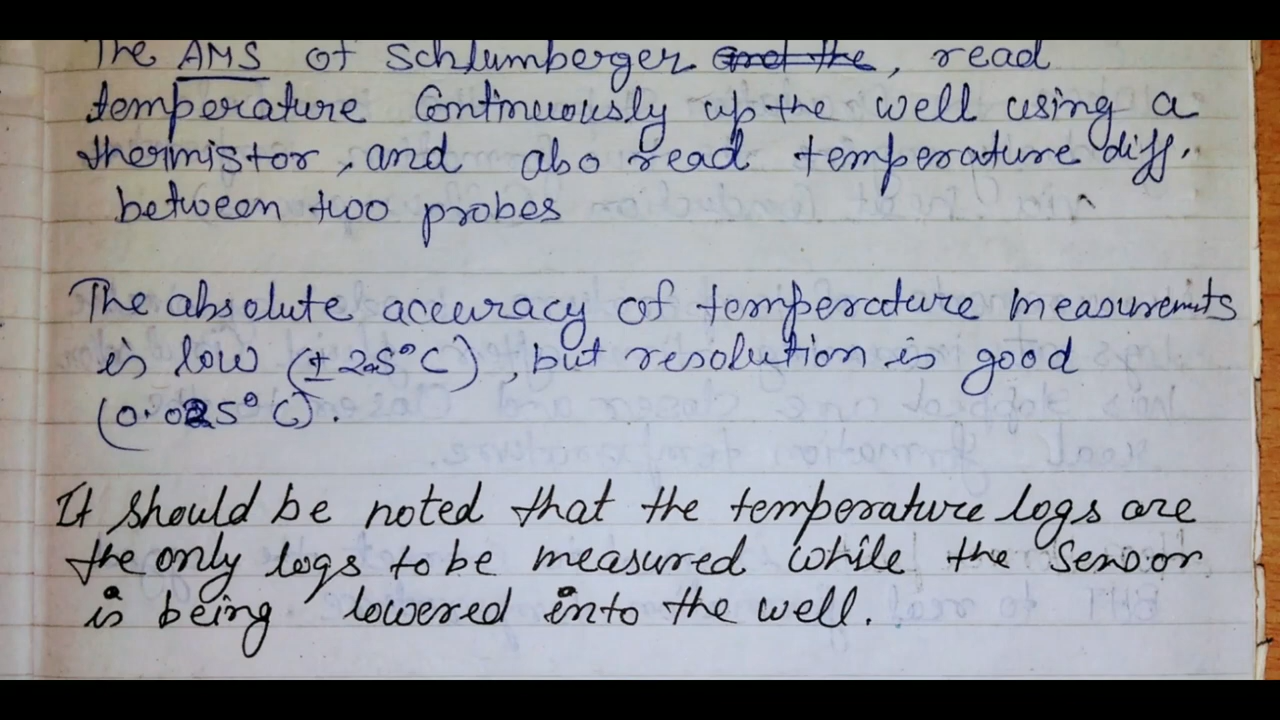 The AMS of Schlumberger and the, read
temperature Continuously up the well using a
thermistor, and also read temperature diff.
between two probes
The absolute accuracy of temperature measurements
is low (± 2.5°C), but resolution is good
(0.025°C).
It should be noted that the temperature logs are
the only logs to be measured while the Sensor
is being lowered into the well.